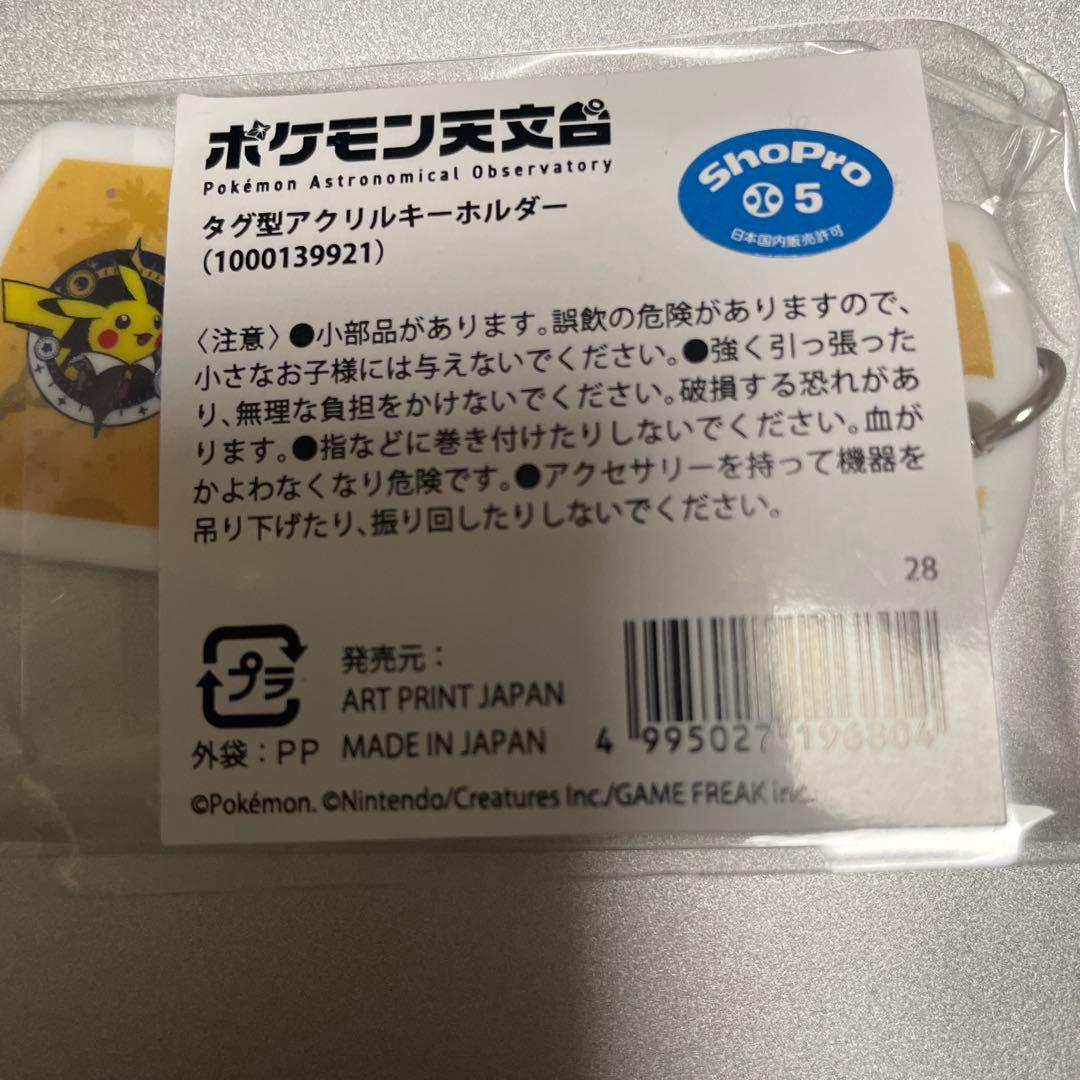 ポケモン天文台
Pokémon Astronomical Observatory
タグ型アクリルキーホルダー
(1000139921)
ShoPro
5
日本国内販売許可
〈注意〉●小部品があります。誤飲の危険がありますので、
小さなお子様には与えないでください。●強く引っ張った
り、無理な負担をかけないでください。破損する恐れがあ
ります。●指などに巻き付けたりしないでください。血が
かよわなくなり危険です。●アクセサリーを持って機器を
吊り下げたり、振り回したりしないでください。
28
プラ
外袋：PP
発売元：
ART PRINT JAPAN
MADE IN JAPAN
4 995027 196804
©Pokémon. ©Nintendo/Creatures Inc./GAME FREAK inc.